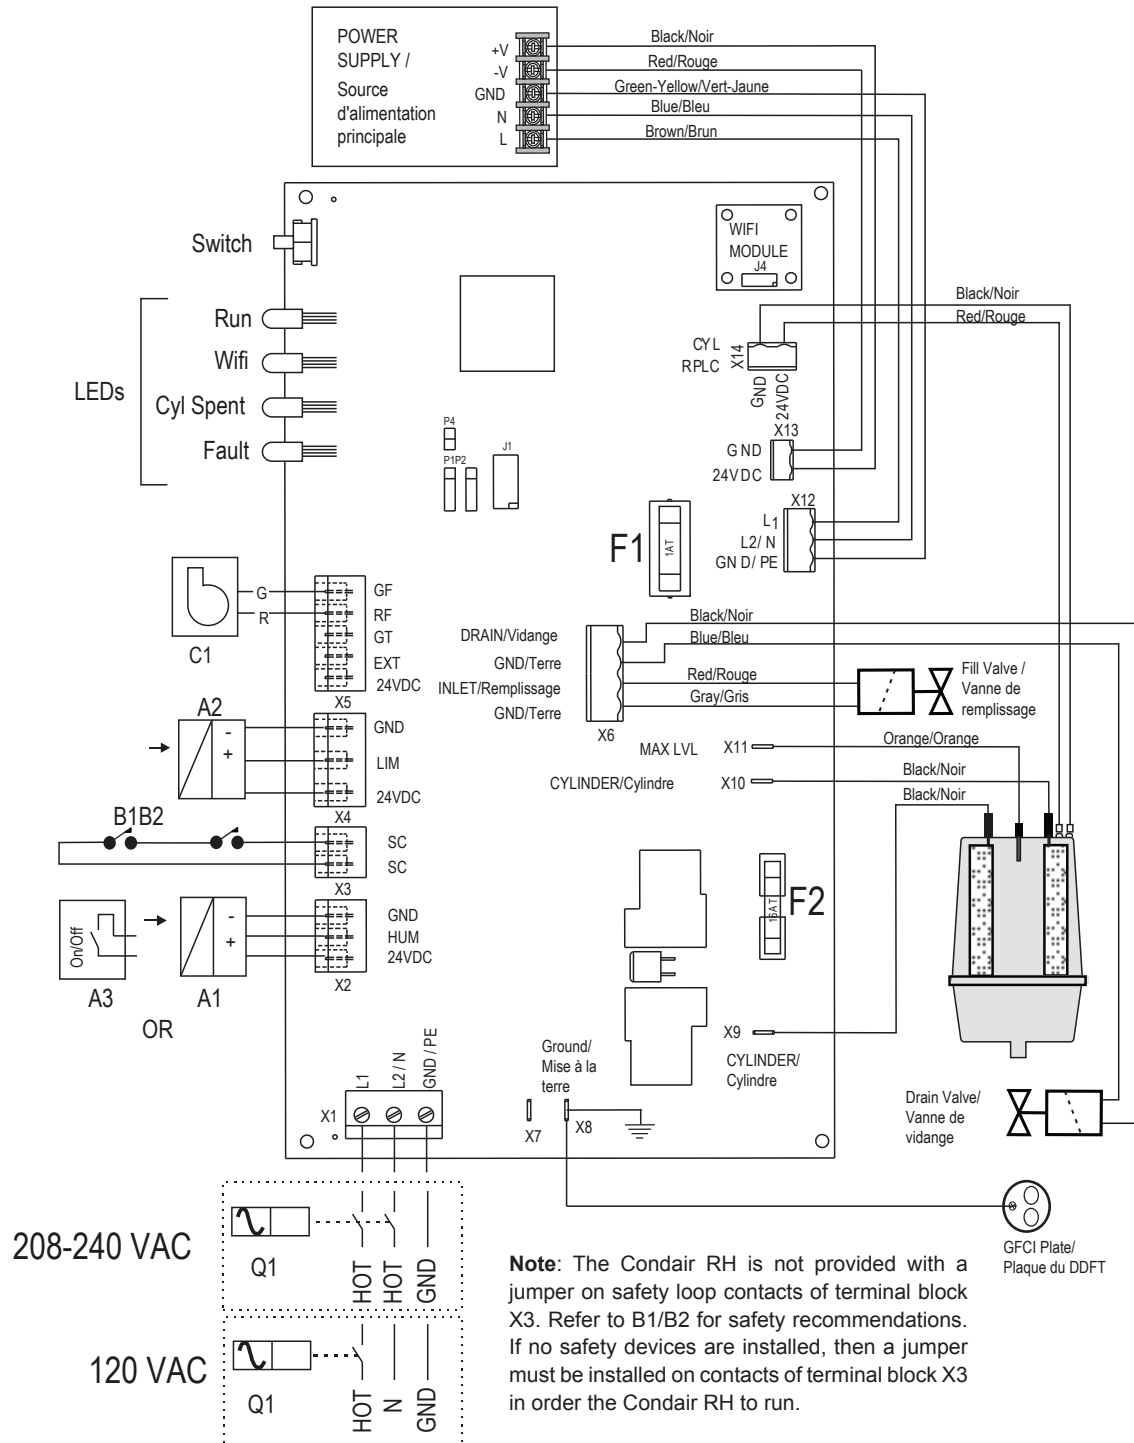 POWER
SUPPLY /
Source
d'alimentation
principale
+V
-V
GND
N
L
Black/Noir
Red/Rouge
Green-Yellow/Vert-Jaune
Blue/Bleu
Brown/Brun
Switch
WIFI
MODULE
J4
LEDs
Run
Wifi
Cyl Spent
Fault
Black/Noir
Red/Rouge
CYL
RPLC
X14
GND
24VDC
P4
P1P2
J1
X13
GND
24VDC
X12
L1
L2/ N
GND/ PE
F1
1AT
C1
G
R
GF
RF
GT
EXT
24VDC
X5
DRAIN/Vidange
GND/Terre
INLET/Remplissage
GND/Terre
X6
Black/Noir
Blue/Bleu
Red/Rouge
Gray/Gris
Fill Valve /
Vanne de
remplissage
A2
-
+
GND
LIM
24VDC
X4
MAX LVL
X11
Orange/Orange
CYLINDER/Cylindre
X10
Black/Noir
Black/Noir
B1B2
SC
SC
X3
On/Off
A3
OR
-
+
A1
GND
HUM
24VDC
X2
F2
16AT
X9
CYLINDER/
Cylindre
Ground/
Mise à la
terre
X7
X8
L1
L2 / N
GND / PE
X1
Drain Valve/
Vanne de
vidange
GFCI Plate/
Plaque du DDFT
208-240 VAC
Q1
HOT
HOT
GND
120 VAC
Q1
HOT
N
GND
Note: The Condair RH is not provided with a
jumper on safety loop contacts of terminal block
X3. Refer to B1/B2 for safety recommendations.
If no safety devices are installed, then a jumper
must be installed on contacts of terminal block X3
in order the Condair RH to run.